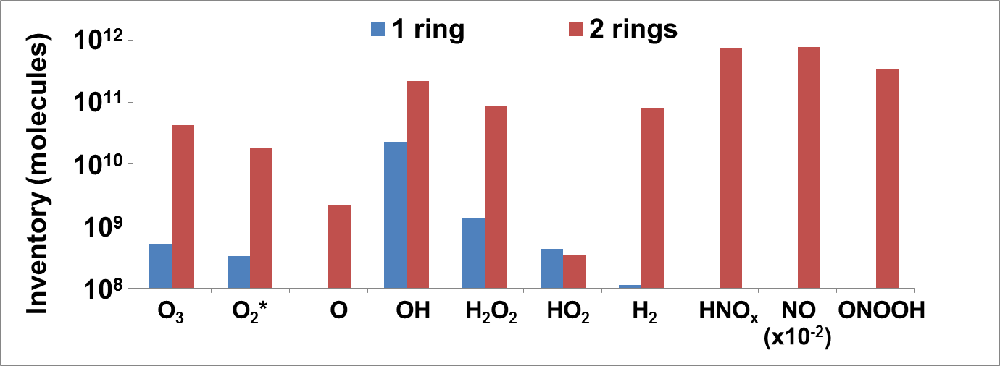 1 ring 2 rings
Inventory (molecules)
10¹²
10¹¹
10¹⁰
10⁹
10⁸
O₃ O₂* O OH H₂O₂ HO₂ H₂ HNOₓ NO ONOOH
(x10⁻²)